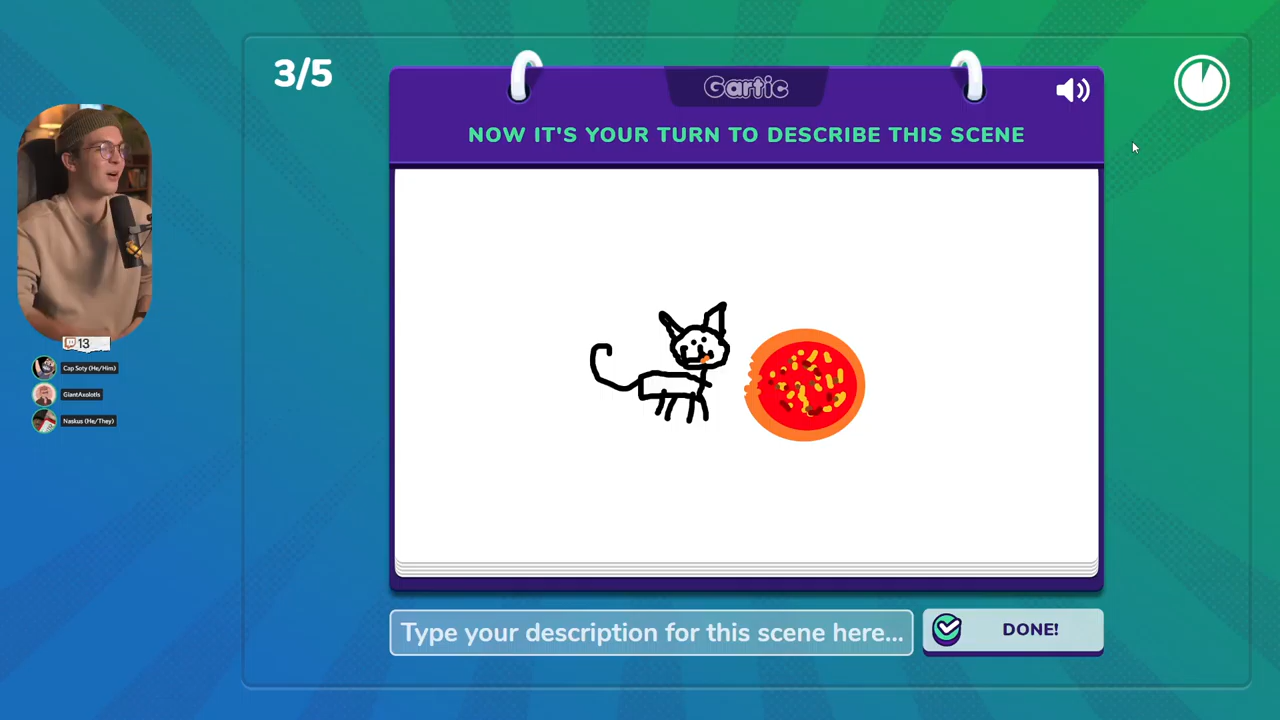 3/5
Gartic
NOW IT'S YOUR TURN TO DESCRIBE THIS SCENE
13
Cap Soty (He/Him)
GiantAxolotls
Naskus (He/They)
Type your description for this scene here...
DONE!